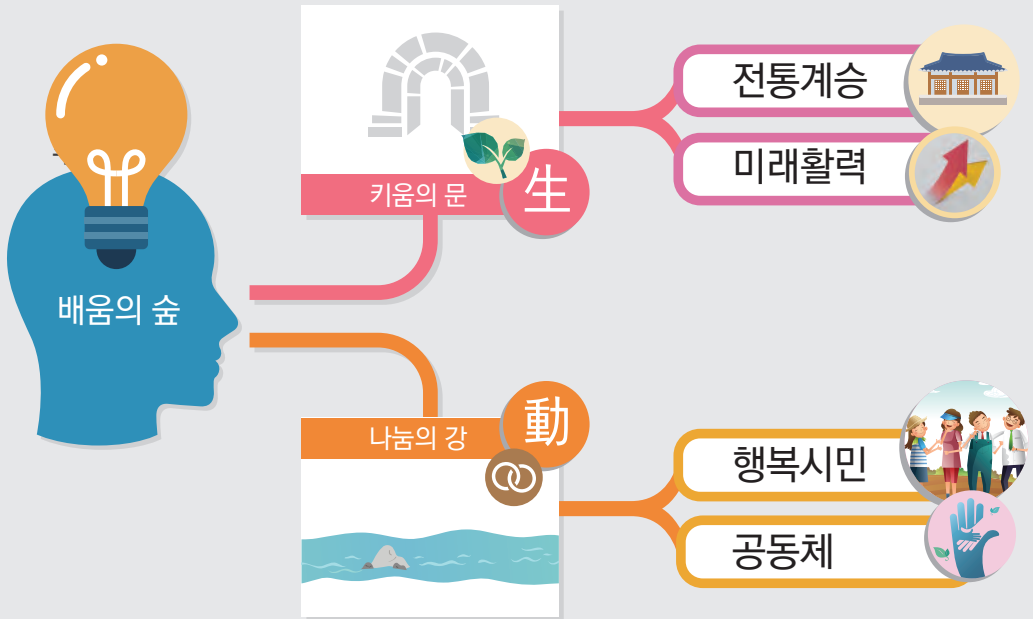 배움의 숲
키움의 문
生
전통계승
미래활력
나눔의 강
動
행복시민
공동체